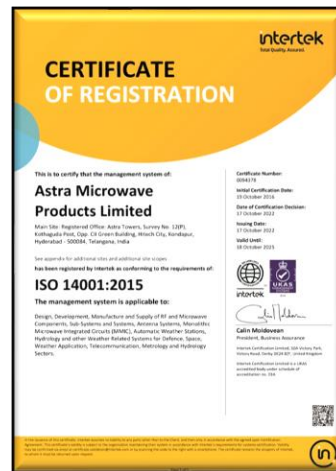 intertek
Total Quality. Assured.
CERTIFICATE
OF REGISTRATION
This is to certify that the management system of:
Astra Microwave
Products Limited
Main Site: Registered Office: Astra Towers, Survey No. 12(P),
Kothaguda Post, Opp. CII Green Building, Hitech City, Kondapur,
Hyderabad - 500084, Telangana, India
See appendix for additional sites and additional site scopes
has been registered by Intertek as conforming to the requirements of:
ISO 14001:2015
The management system is applicable to:
Design, Development, Manufacture and Supply of RF and Microwave
Components, Sub-Systems and Systems, Antenna Systems, Monolithic
Microwave Integrated Circuits (MMIC), Automatic Weather Stations,
Hydrology and other Weather Related Systems for Defence, Space,
Weather Application, Telecommunication, Metrology and Hydrology
Sectors.
Certificate Number:
Initial Certification Date:
19 October 2016
Date of Certification Decision:
17 October 2022
Issuing Date:
17 October 2022
Valid Until:
18 October 2025
intertek
UKAS
Calin Moldovean
President, Business Assurance